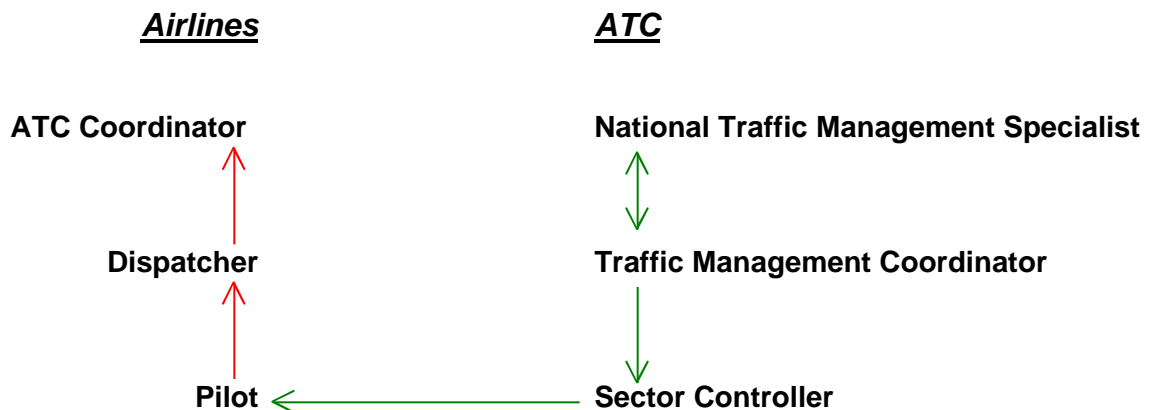 Airlines ATC
ATC Coordinator National Traffic Management Specialist
Dispatcher Traffic Management Coordinator
Pilot Sector Controller